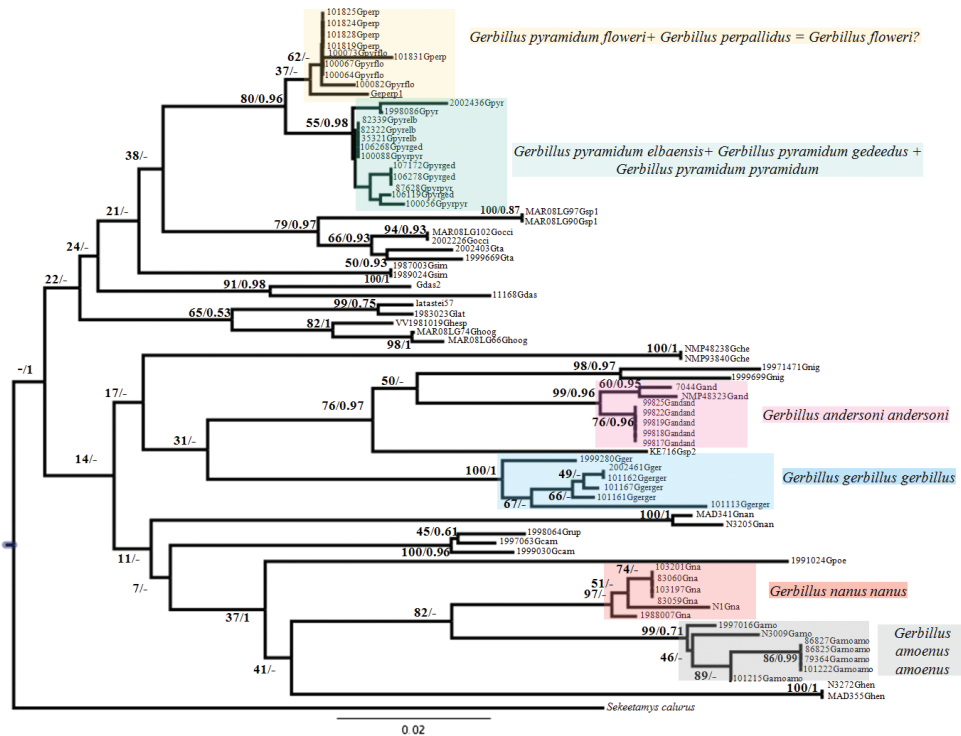 101825Gperp
101824Gperp
101828Gperp
101819Gperp
100073Gpyrflo
101831Gperp
100067Gpyrflo
100064Gpyrflo
100082Gpyrflo
Geperp1
62/-
37/-
Gerbillus pyramidum floweri+ Gerbillus perpallidus = Gerbillus floweri?
80/0.96
55/0.98
2002436Gpyr
1998086Gpyr
82339Gpyrelb
82322Gpyrelb
35321Gpyrelb
106268Gpyrged
100088Gpyrpyr
107172Gpyrged
106278Gpyrged
87628Gpyrpyr
106119Gpyrged
100056Gpyrpyr
Gerbillus pyramidum elbaensis+ Gerbillus pyramidum gedeedus +
Gerbillus pyramidum pyramidum
38/-
21/-
24/-
22/-
79/0.97
100/0.87
MAR08LG97Gsp1
MAR08LG90Gsp1
66/0.93
94/0.93
MAR08LG102Gocci
2002226Gocci
2002403Gta
1999669Gta
50/0.93
1987003Gsim
1989024Gsim
100/1
91/0.98
Gdas2
11168Gdas
65/0.53
99/0.75
latastei57
1983023Glat
82/1
VV1981019Ghesp
MAR08LG74Ghoog
MAR08LG66Ghoog
98/1
-/1
100/1
NMP48238Gche
NMP93840Gche
17/-
98/0.97
19971471Gnig
1999699Gnig
50/-
60/0.95
7044Gand
NMP48323Gand
99/0.96
99825Gandand
99822Gandand
99819Gandand
99818Gandand
99817Gandand
76/0.96
Gerbillus andersoni andersoni
76/0.97
31/-
KE716Gsp2
14/-
100/1
1999280Gger
2002461Gger
49/-
101162Ggerger
101167Ggerger
66/-
101161Ggerger
67/-
101113Ggerger
Gerbillus gerbillus gerbillus
100/1
MAD341Gnan
N3205Gnan
45/0.61
1998064Grup
1997063Gcam
100/0.96
1999030Gcam
11/-
7/-
1991024Gpoe
74/-
103201Gna
83060Gna
51/-
103197Gna
97/-
83059Gna
N1Gna
1988007Gna
Gerbillus nanus nanus
37/1
82/-
99/0.71
1997016Gamo
N3009Gamo
86827Gamoamo
86825Gamoamo
46/-
86/0.99
79364Gamoamo
101222Gamoamo
89/-
101215Gamoamo
Gerbillus
amoenus
amoenus
41/-
100/1
N3272Ghen
MAD355Ghen
Sekeetamys calurus
0.02